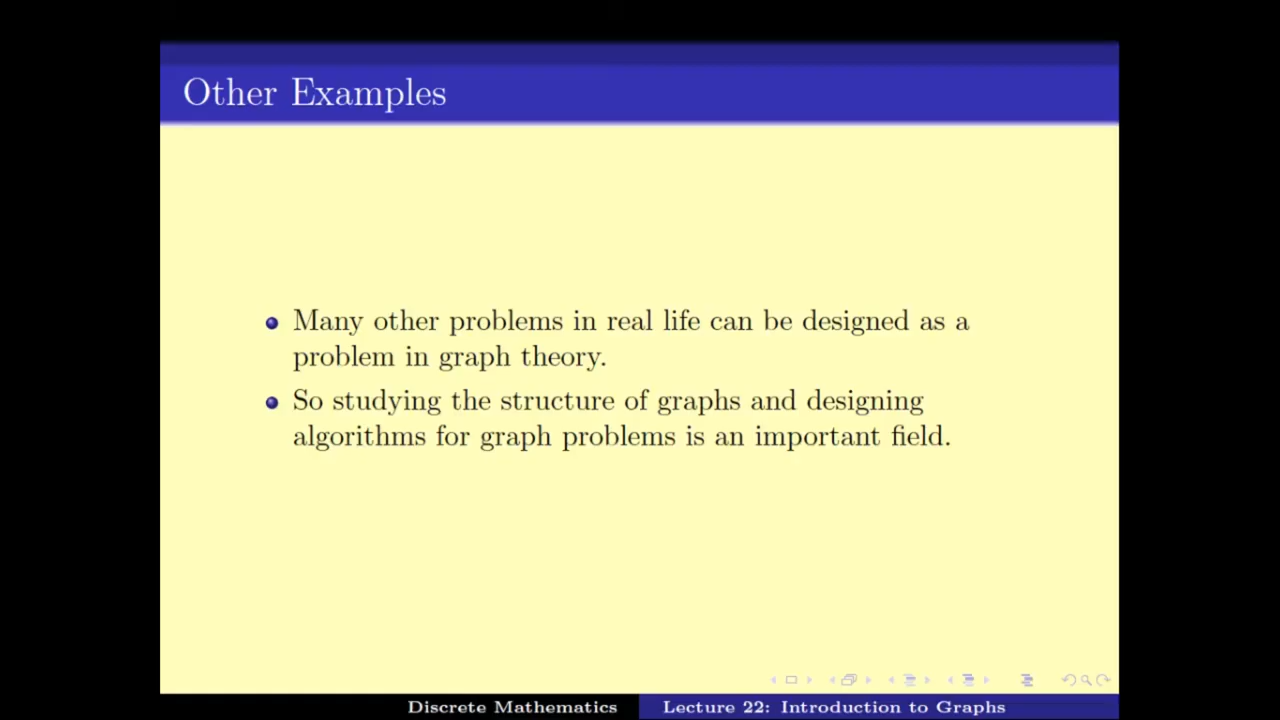 Other Examples
Many other problems in real life can be designed as a
problem in graph theory.
So studying the structure of graphs and designing
algorithms for graph problems is an important field.
Discrete Mathematics
Lecture 22: Introduction to Graphs